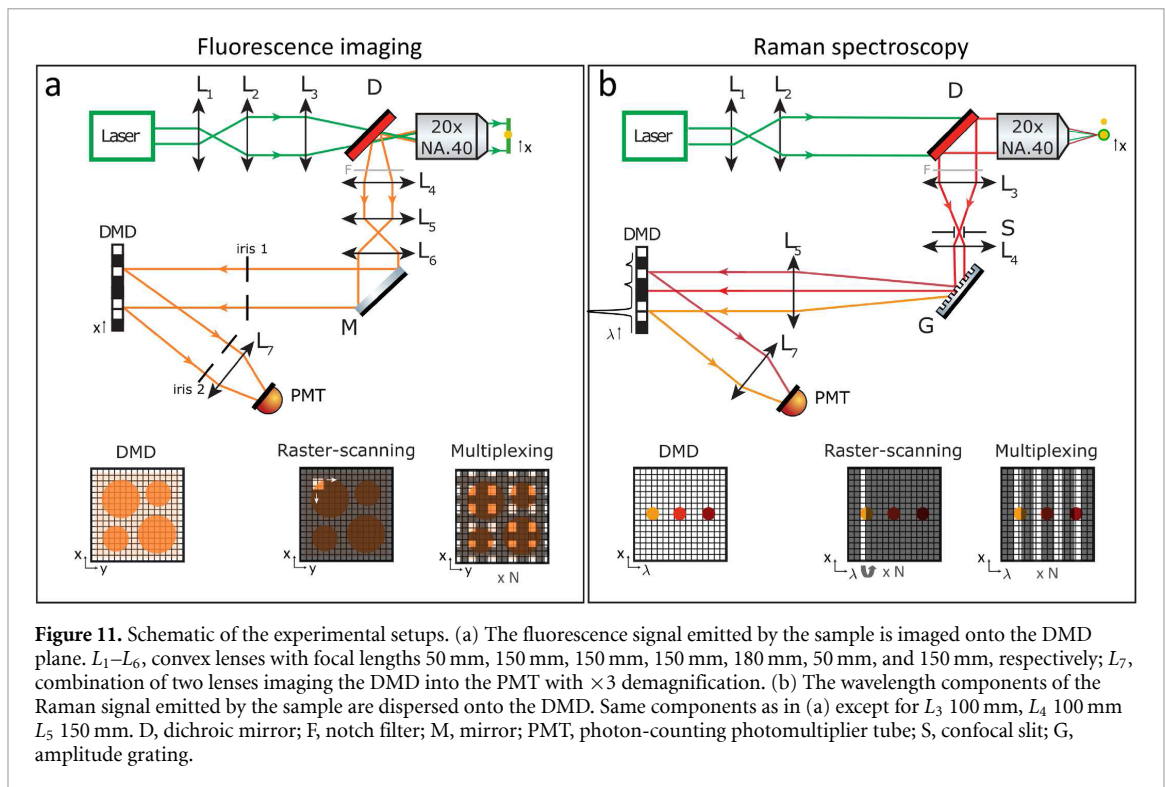 Fluorescence imaging
Raman spectroscopy
a
L1
L2
L3
D
Laser
20x
NA.40
↑x
F
L4
L5
L6
DMD
iris 1
x↑
M
L7
iris 2
PMT
DMD
Raster-scanning
Multiplexing
x
y
x
y
x
y
x N
b
L1
L2
D
Laser
20x
NA.40
↑x
F
L3
S
L4
DMD
L5
λ↑
G
L7
PMT
DMD
Raster-scanning
Multiplexing
x
λ
x
λ
x N
x
λ
x N
Figure 11. Schematic of the experimental setups. (a) The fluorescence signal emitted by the sample is imaged onto the DMD
plane. L1–L6, convex lenses with focal lengths 50 mm, 150 mm, 150 mm, 150 mm, 180 mm, 50 mm, and 150 mm, respectively; L7,
combination of two lenses imaging the DMD into the PMT with ×3 demagnification. (b) The wavelength components of the
Raman signal emitted by the sample are dispersed onto the DMD. Same components as in (a) except for L3 100 mm, L4 100 mm
L5 150 mm. D, dichroic mirror; F, notch filter; M, mirror; PMT, photon-counting photomultiplier tube; S, confocal slit; G,
amplitude grating.